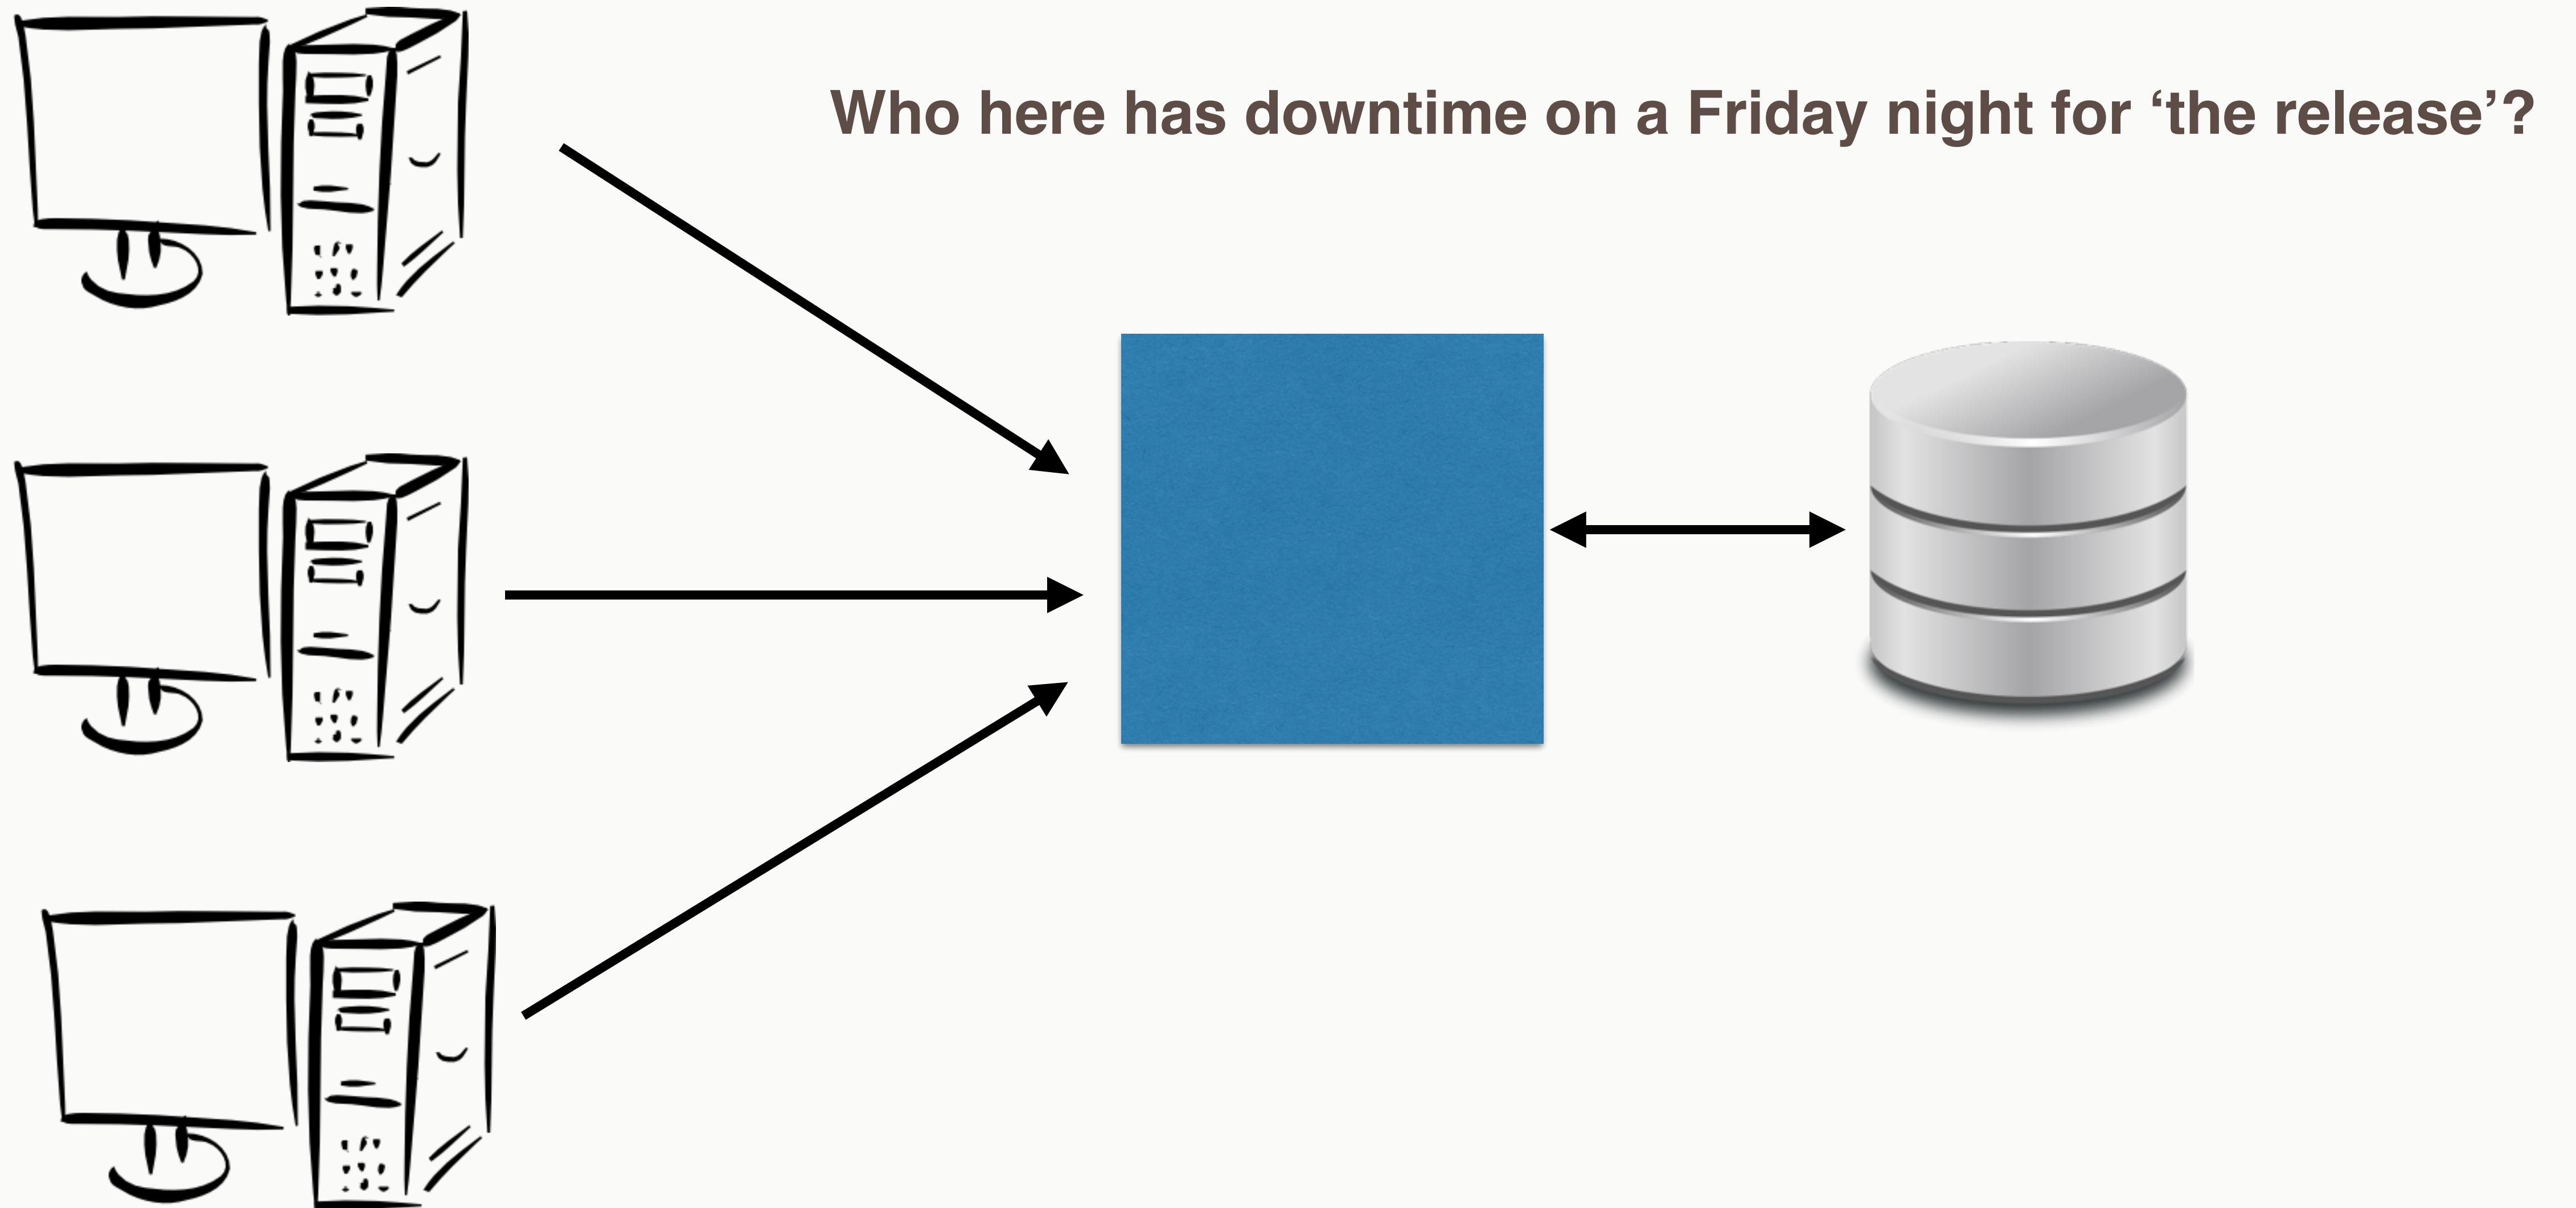 Who here has downtime on a Friday night for ‘the release’?